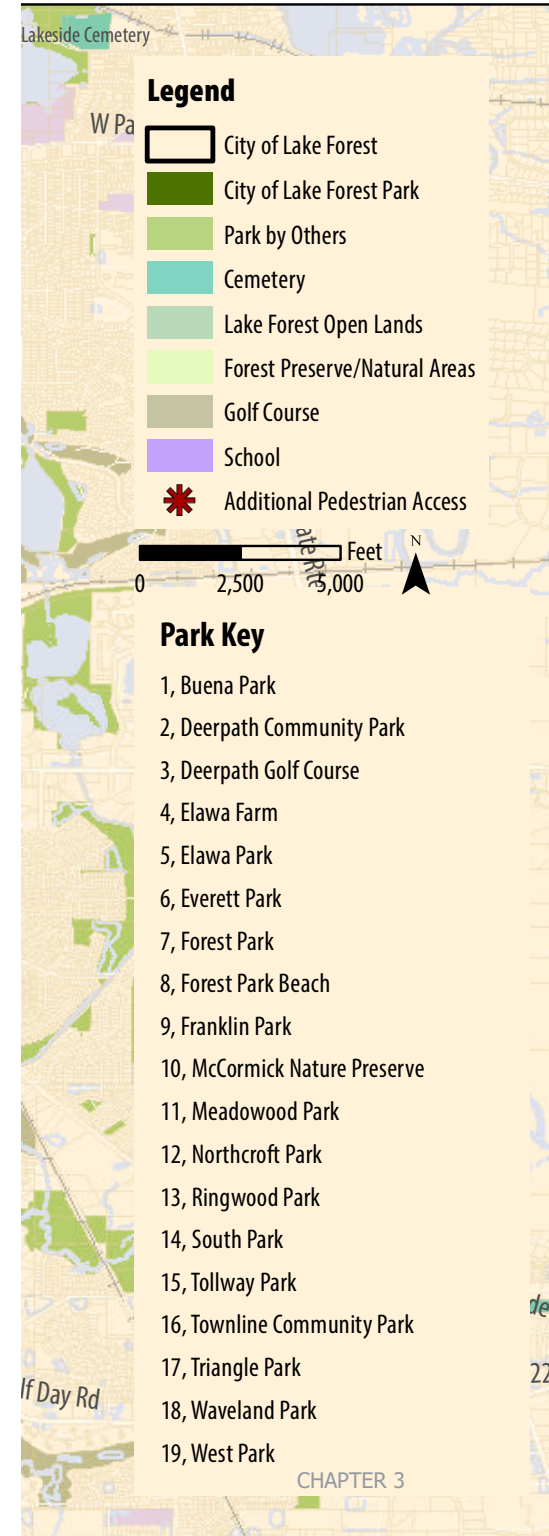 Lakeside Cemetery
Legend
W Pa
City of Lake Forest
City of Lake Forest Park
Park by Others
Cemetery
Lake Forest Open Lands
Forest Preserve/Natural Areas
Golf Course
School
Additional Pedestrian Access
ate Rte
Feet
N
0 2,500 5,000
Park Key
1, Buena Park
2, Deerpath Community Park
3, Deerpath Golf Course
4, Elawa Farm
5, Elawa Park
6, Everett Park
7, Forest Park
8, Forest Park Beach
9, Franklin Park
10, McCormick Nature Preserve
11, Meadowood Park
12, Northcroft Park
13, Ringwood Park
14, South Park
15, Tollway Park
16, Townline Community Park
de
17, Triangle Park
22
lf Day Rd
18, Waveland Park
19, West Park
CHAPTER 3